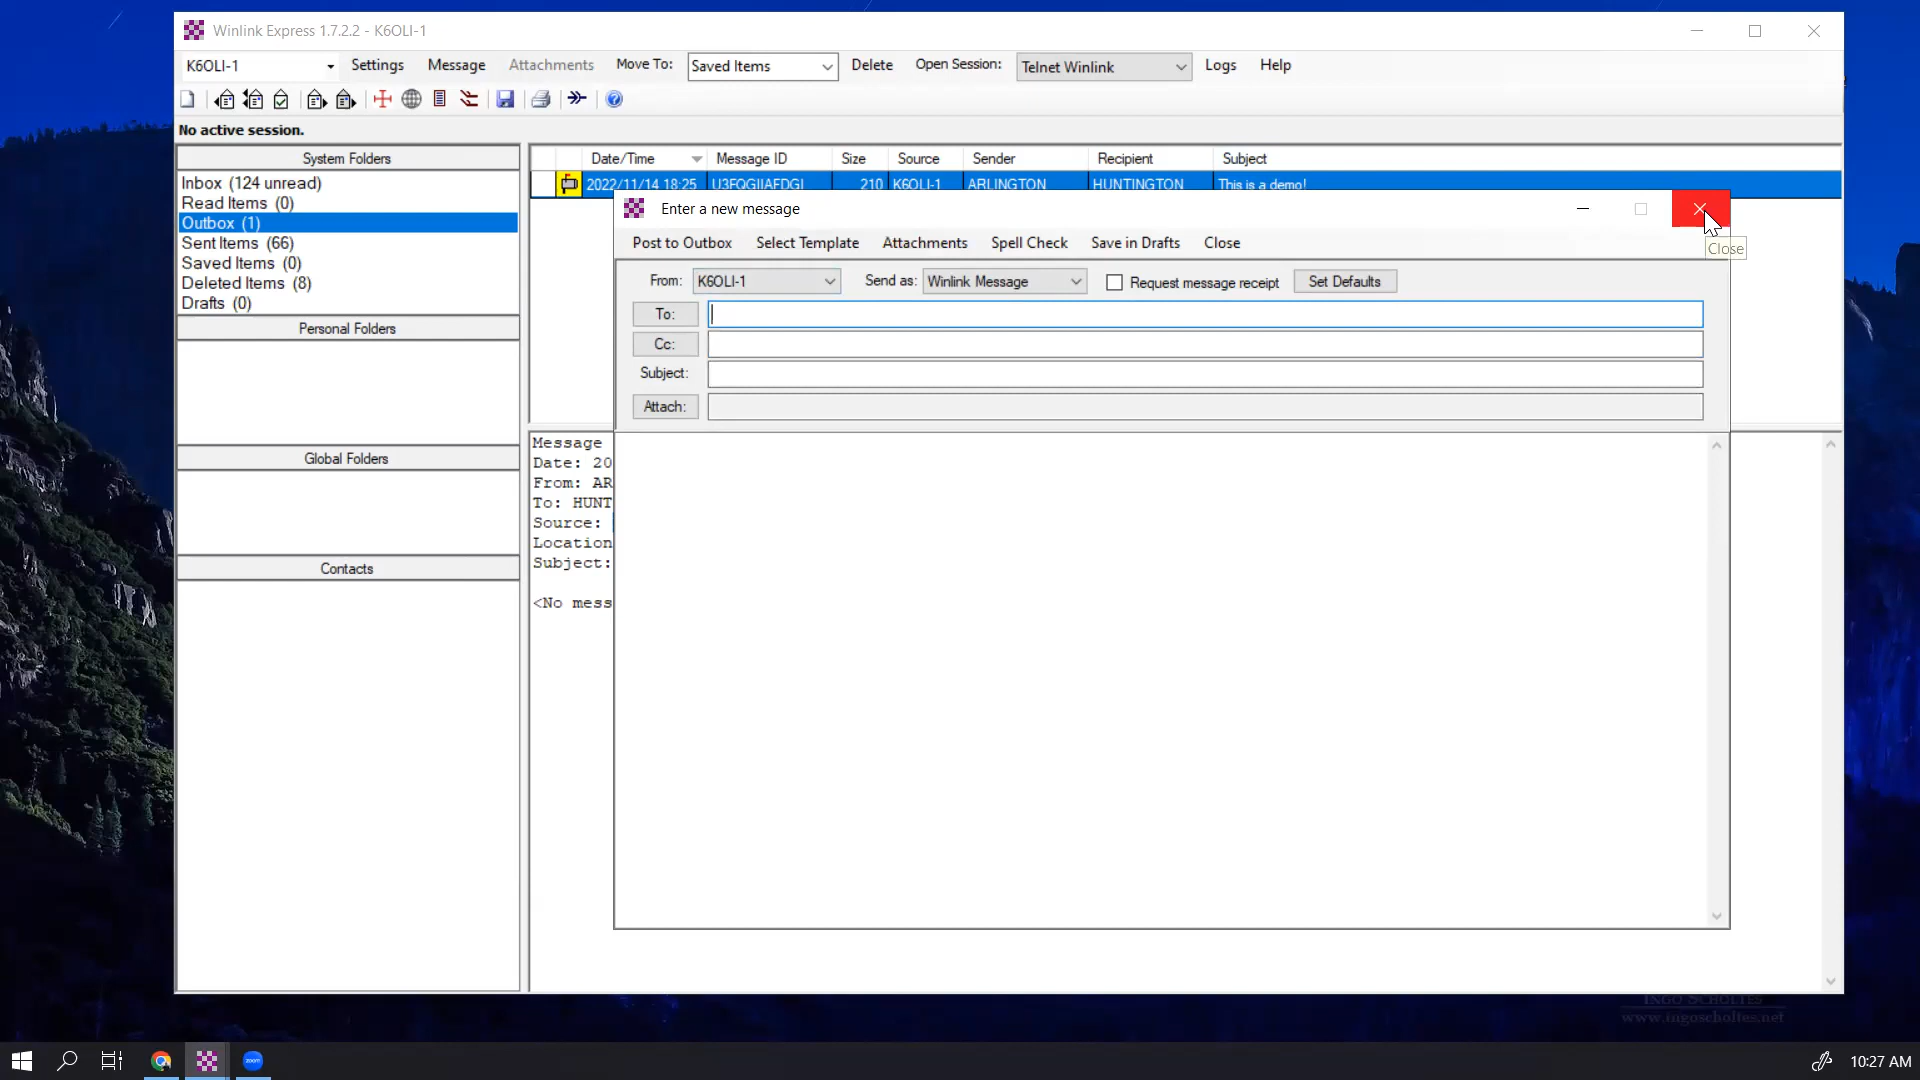 Winlink Express 1.7.2.2 - K6OLI-1
K6OLI-1 Settings Message Attachments Move To: Saved Items Delete Open Session: Telnet Winlink Logs Help
No active session.
System Folders
Inbox (124 unread)
Read Items (0)
Outbox (1)
Sent Items (66)
Saved Items (0)
Deleted Items (8)
Drafts (0)
Personal Folders
Global Folders
Contacts
Date/Time Message ID Size Source Sender Recipient Subject
2022/11/14 18:25 U3FQGIIAFDGI 210 K6OLI-1 ARLINGTON HUNTINGTON This is a demo!
Enter a new message
Close
Post to Outbox Select Template Attachments Spell Check Save in Drafts Close
From: K6OLI-1 Send as: Winlink Message Request message receipt Set Defaults
To:
Cc:
Subject:
Attach:
Message
Date: 20
From: AR
To: HUNT
Source:
Location
Subject:
<No mess
INGO SCHOLTES
www.ingoscholtes.net
zoom
10:27 AM